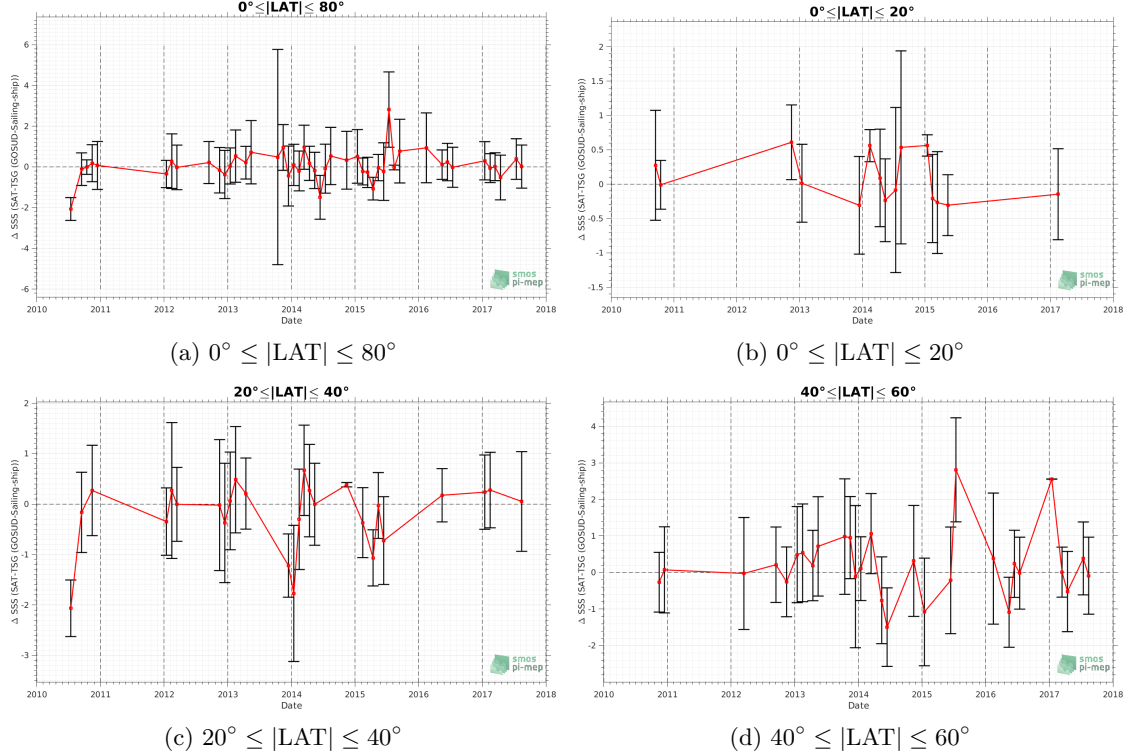 0°≤|LAT|≤ 80°
Δ SSS (SAT-TSG (GOSUD-Sailing-ship))
6
4
2
0
-2
-4
-6
2010 2011 2012 2013 2014 2015 2016 2017 2018
Date
smos
pi-mep
(a) 0° ≤ |LAT| ≤ 80°
0°≤|LAT|≤ 20°
Δ SSS (SAT-TSG (GOSUD-Sailing-ship))
2
1.5
1
0.5
0
-0.5
-1
-1.5
2010 2011 2012 2013 2014 2015 2016 2017 2018
Date
smos
pi-mep
(b) 0° ≤ |LAT| ≤ 20°
20°≤|LAT|≤ 40°
Δ SSS (SAT-TSG (GOSUD-Sailing-ship))
2
1
0
-1
-2
-3
2010 2011 2012 2013 2014 2015 2016 2017 2018
Date
smos
pi-mep
(c) 20° ≤ |LAT| ≤ 40°
40°≤|LAT|≤ 60°
Δ SSS (SAT-TSG (GOSUD-Sailing-ship))
4
3
2
1
0
-1
-2
2010 2011 2012 2013 2014 2015 2016 2017 2018
Date
smos
pi-mep
(d) 40° ≤ |LAT| ≤ 60°